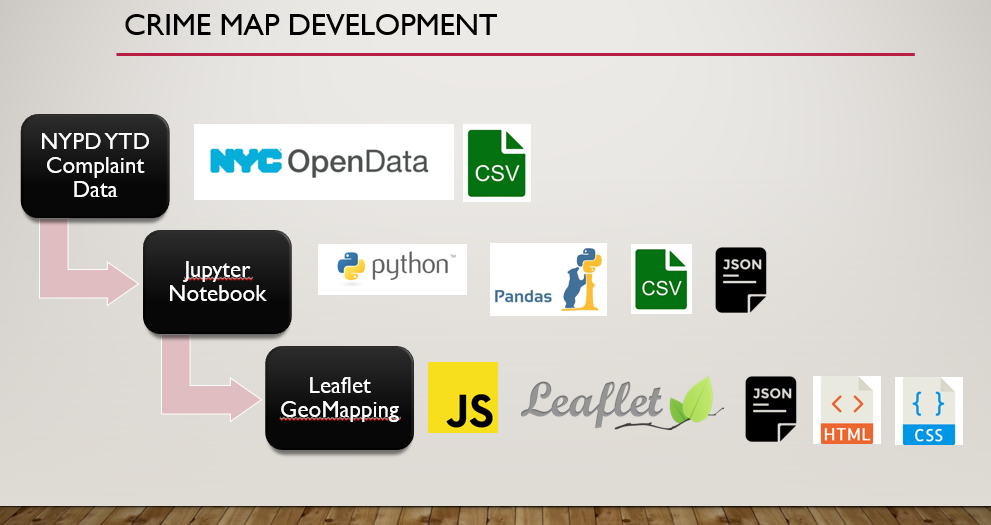 CRIME MAP DEVELOPMENT
NYPD YTD
Complaint
Data
NYC OpenData
CSV
Jupyter
Notebook
python™
Pandas
CSV
JSON
Leaflet
GeoMapping
JS
Leaflet
JSON
< >
HTML
{ }
CSS